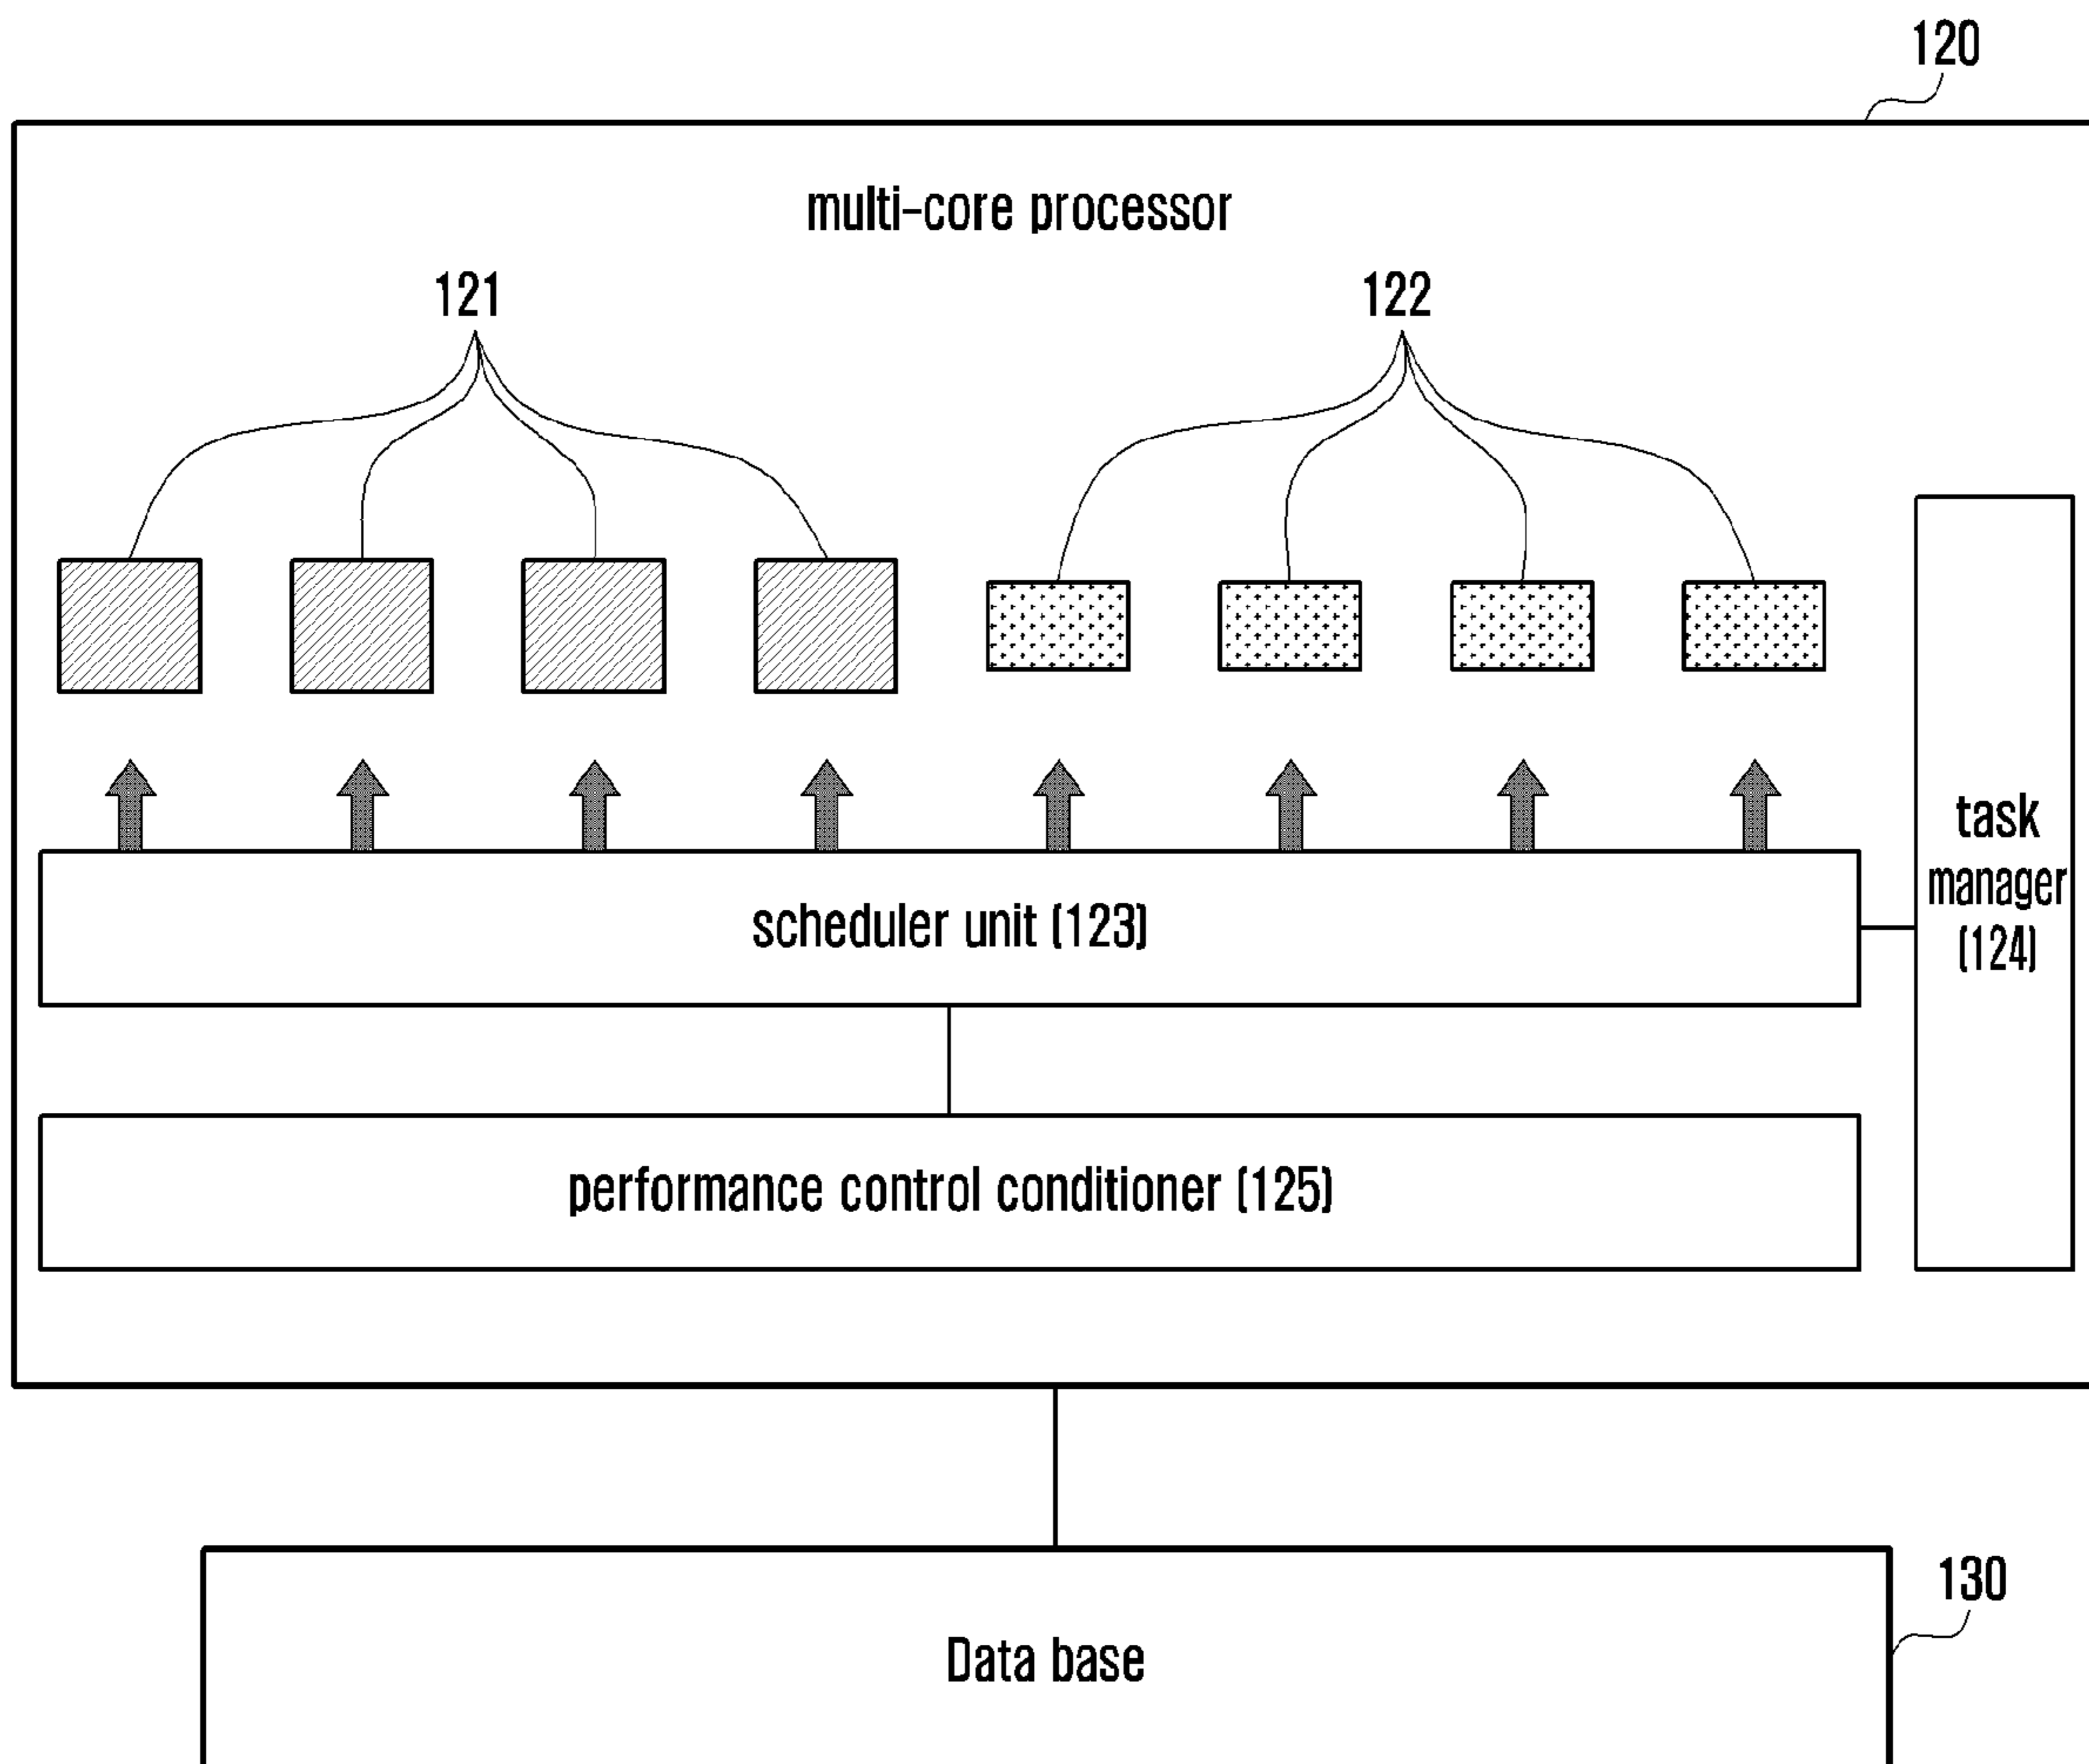 120
multi-core processor
121
122
task
manager
(124)
scheduler unit (123)
performance control conditioner (125)
130
Data base